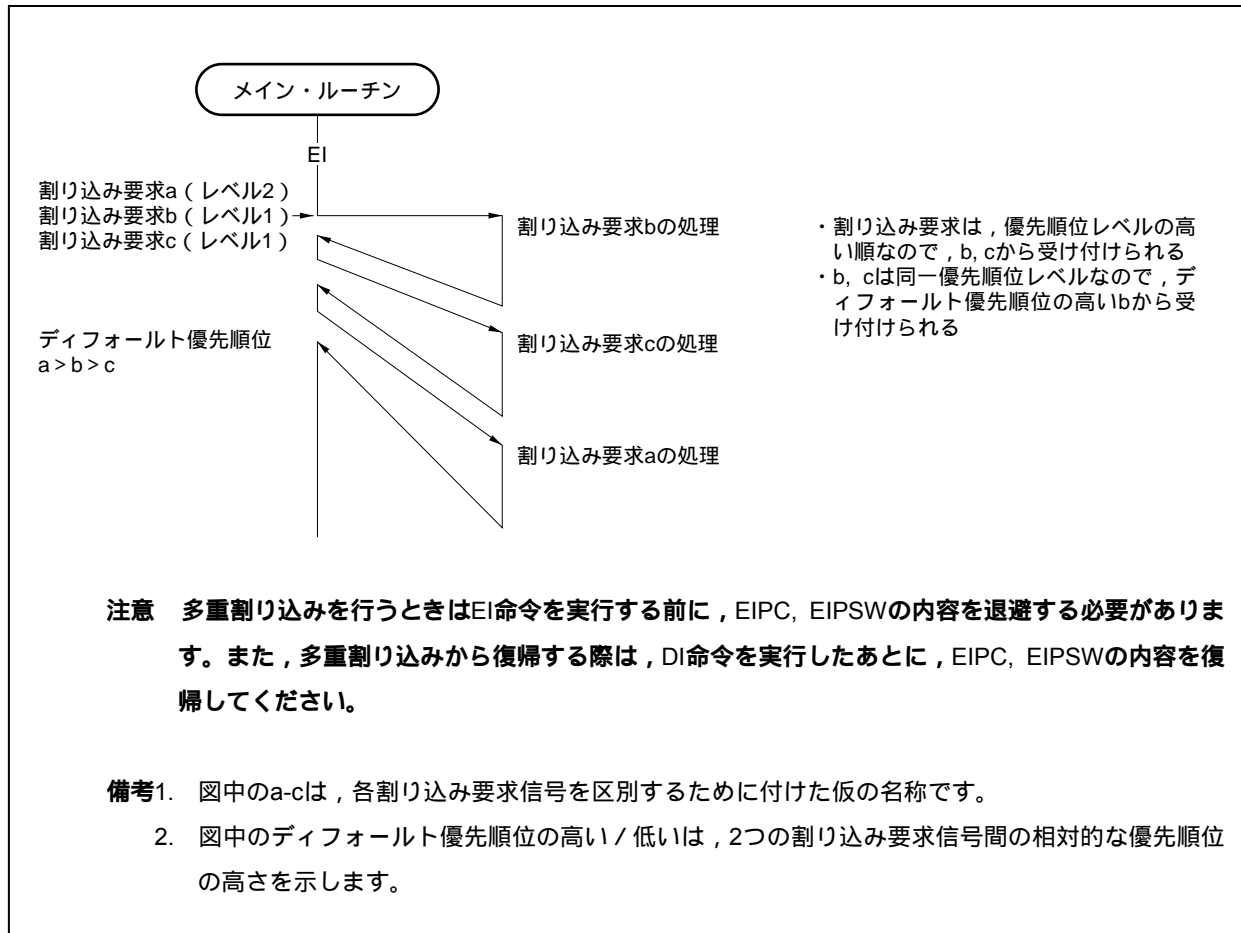 メイン・ルーチン
EI
割り込み要求a（レベル2）
割り込み要求b（レベル1）
割り込み要求c（レベル1）
割り込み要求bの処理
・割り込み要求は，優先順位レベルの高
い順なので，b, cから受け付けられる
・b, cは同一優先順位レベルなので，デ
ィフォールト優先順位の高いbから受
け付けられる
ディフォールト優先順位
a＞b＞c
割り込み要求cの処理
割り込み要求aの処理
注意 多重割り込みを行うときはEI命令を実行する前に，EIPC, EIPSWの内容を退避する必要がありま
す。また，多重割り込みから復帰する際は，DI命令を実行したあとに，EIPC, EIPSWの内容を復
帰してください。
備考1. 図中のa-cは，各割り込み要求信号を区別するために付けた仮の名称です。
2. 図中のディフォールト優先順位の高い／低いは，2つの割り込み要求信号間の相対的な優先順位
の高さを示します。